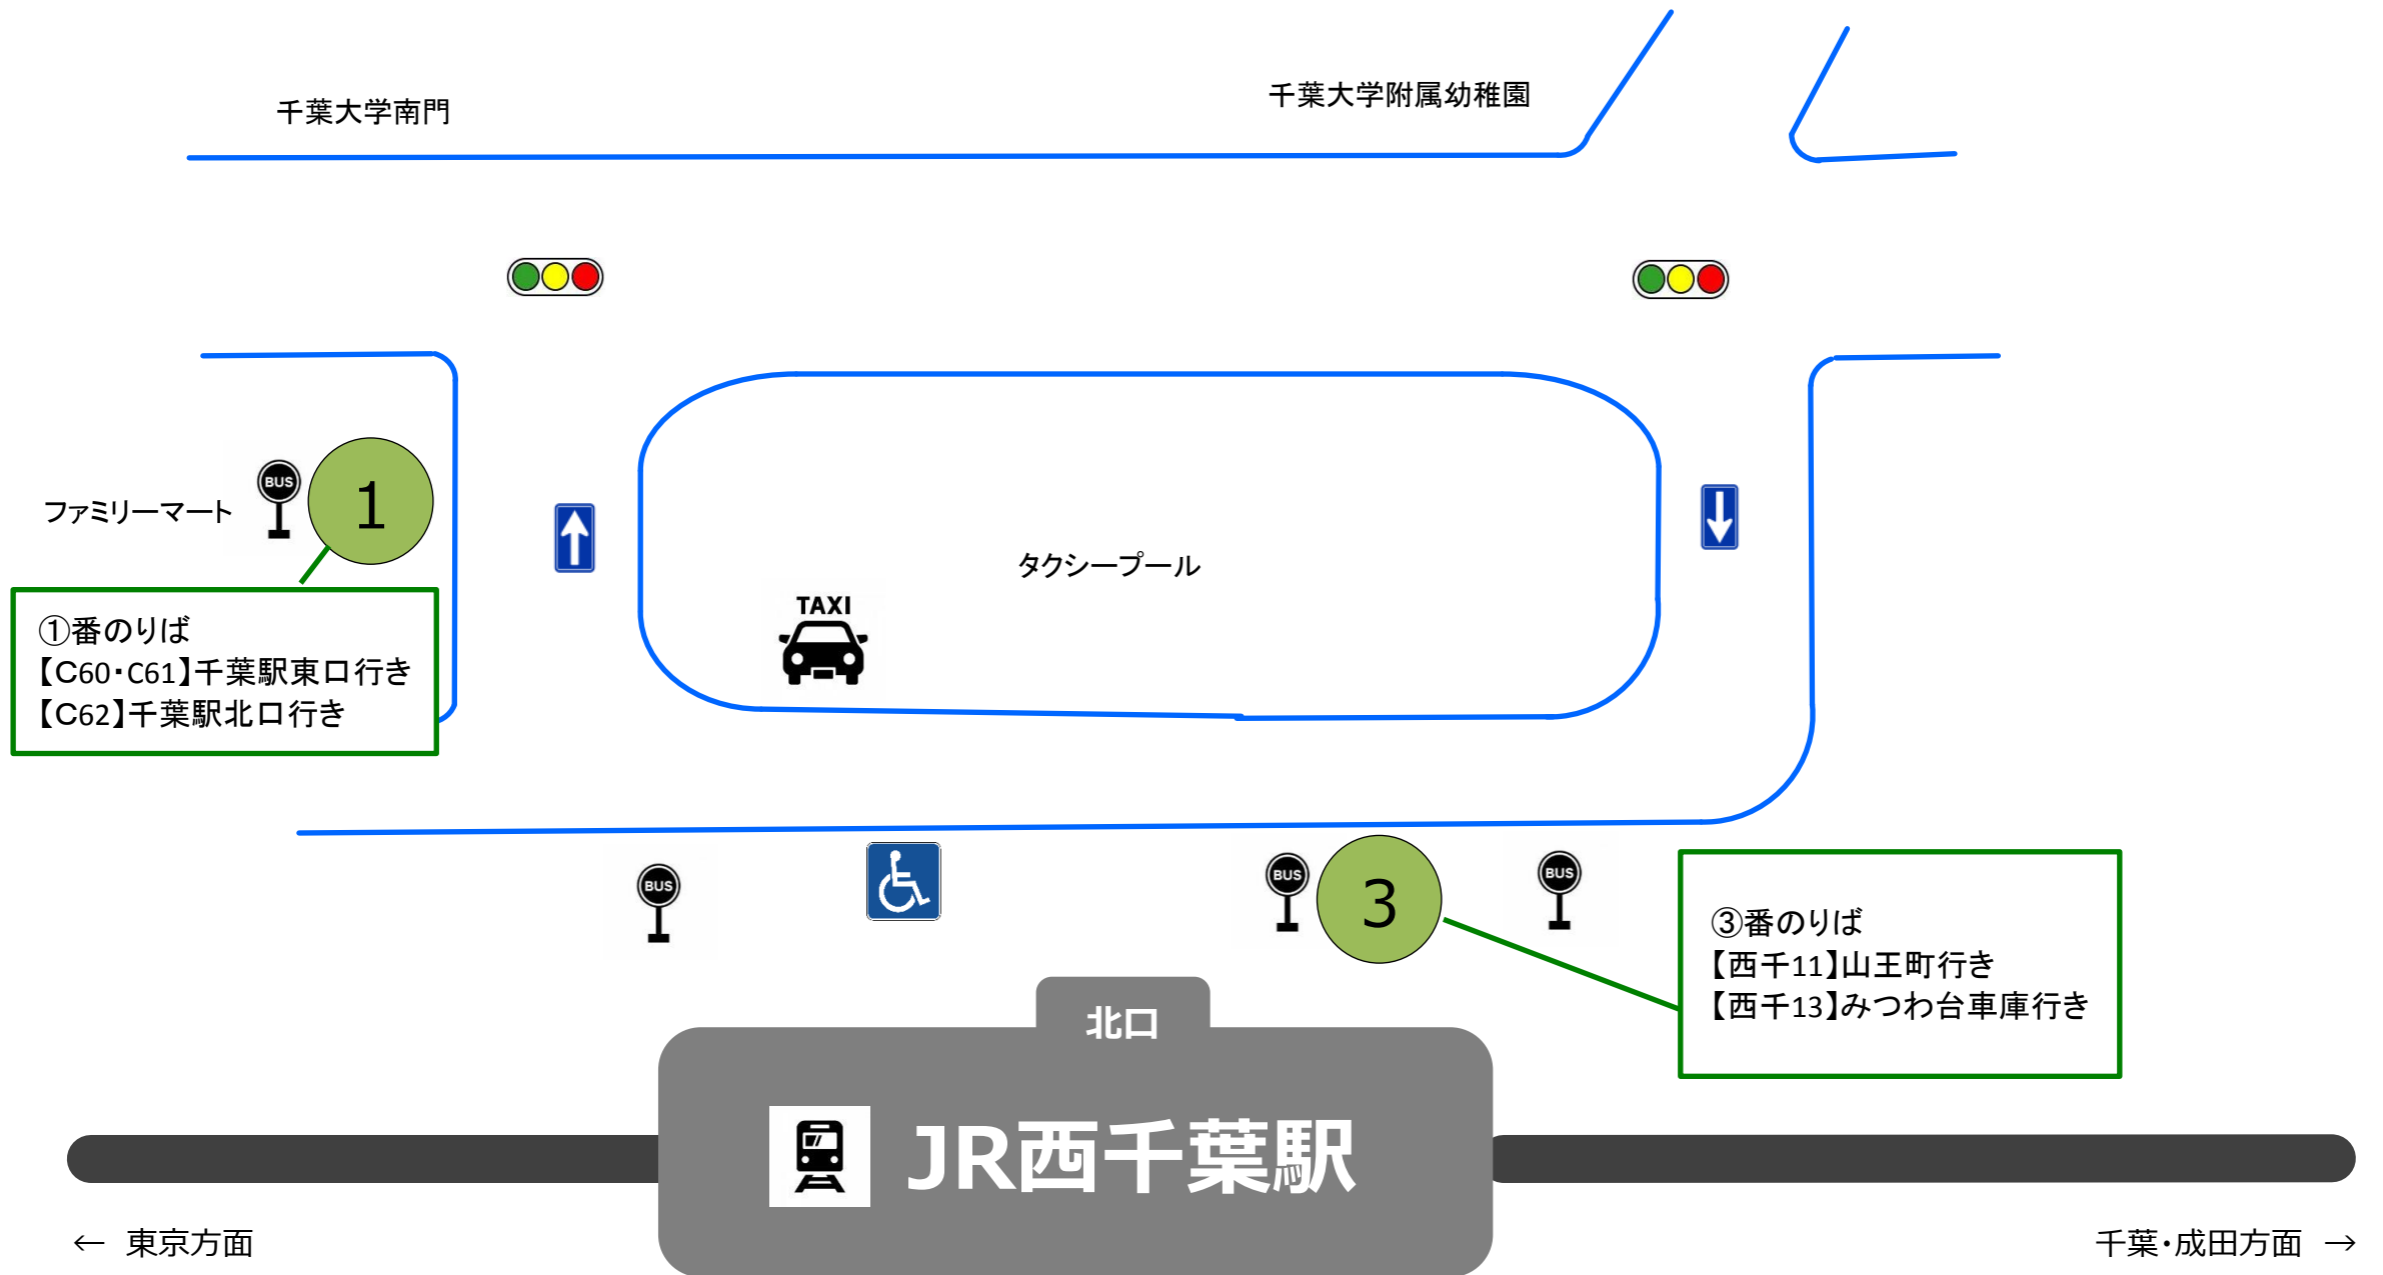 千葉大学南門
千葉大学附属幼稚園
ファミリーマート
BUS
1
①番のりば
【C60・C61】千葉駅東口行き
【C62】千葉駅北口行き
タクシープール
TAXI
BUS
BUS
3
BUS
③番のりば
【西千11】山王町行き
【西千13】みつわ台車庫行き
北口
JR西千葉駅
← 東京方面
千葉・成田方面 →